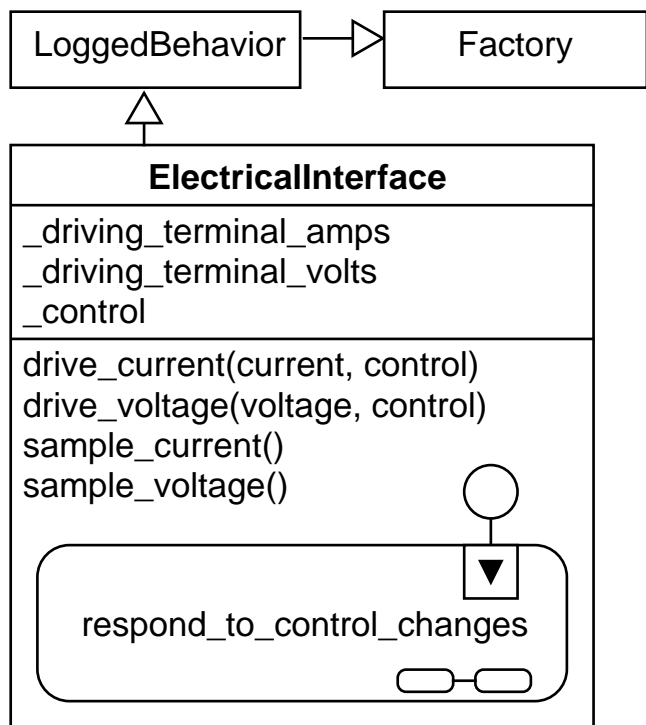 LoggedBehavior
Factory
ElectricalInterface
_driving_terminal_amps
_driving_terminal_volts
_control
drive_current(current, control)
drive_voltage(voltage, control)
sample_current()
sample_voltage()
respond_to_control_changes